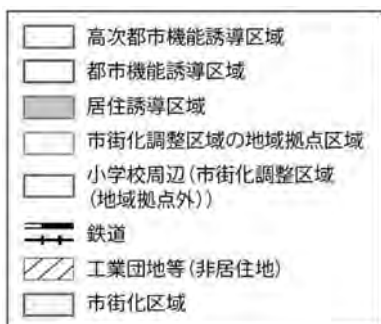 高次都市機能誘導区域
都市機能誘導区域
居住誘導区域
市街化調整区域の地域拠点区域
小学校周辺(市街化調整区域
(地域拠点外))
鉄道
工業団地等(非居住地)
市街化区域